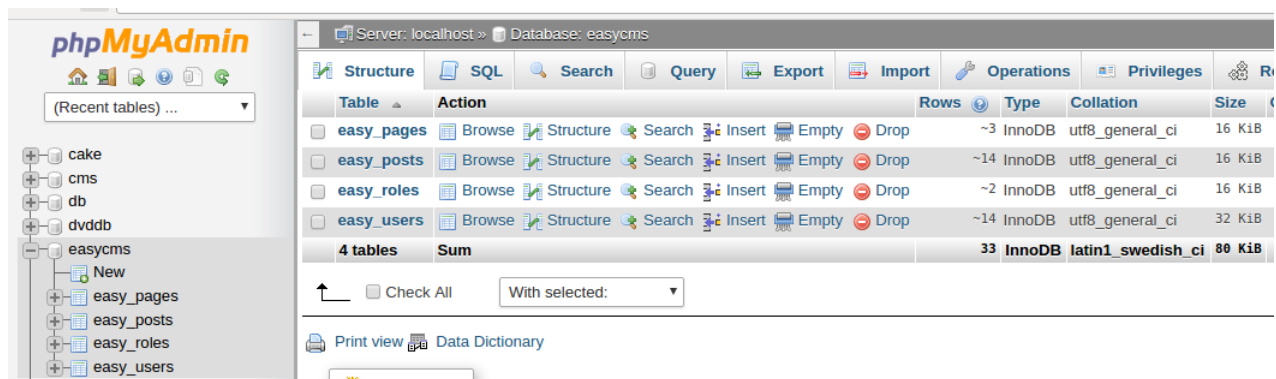 phpMyAdmin
(Recent tables) ...
cake
cms
db
dvddb
easycms
New
easy_pages
easy_posts
easy_roles
easy_users
Server: localhost » Database: easycms
Structure SQL Search Query Export Import Operations Privileges
Table Action Rows Type Collation Size
easy_pages Browse Structure Search Insert Empty Drop ~3 InnoDB utf8_general_ci 16 KiB
easy_posts Browse Structure Search Insert Empty Drop ~14 InnoDB utf8_general_ci 16 KiB
easy_roles Browse Structure Search Insert Empty Drop ~2 InnoDB utf8_general_ci 16 KiB
easy_users Browse Structure Search Insert Empty Drop ~14 InnoDB utf8_general_ci 32 KiB
4 tables Sum 33 InnoDB latin1_swedish_ci 80 KiB
Check All With selected:
Print view Data Dictionary